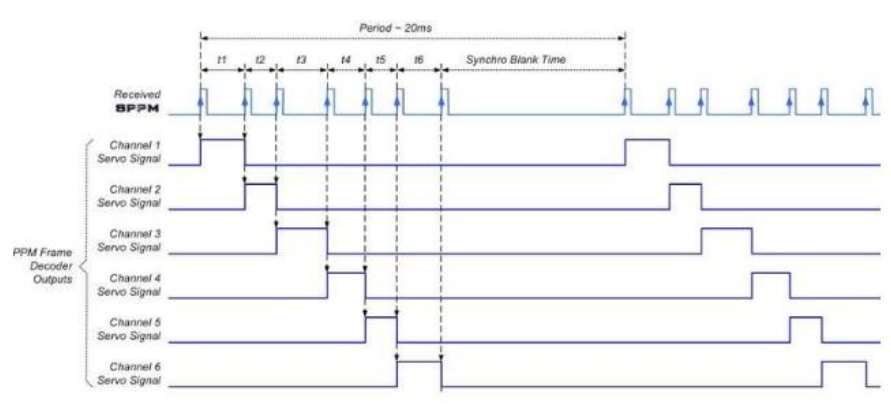 Period ~ 20ms
t1 t2 t3 t4 t5 t6 Synchro Blank Time
Received
SPPM
Channel 1
Servo Signal
Channel 2
Servo Signal
Channel 3
Servo Signal
PPM Frame
Decoder
Outputs
Channel 4
Servo Signal
Channel 5
Servo Signal
Channel 6
Servo Signal